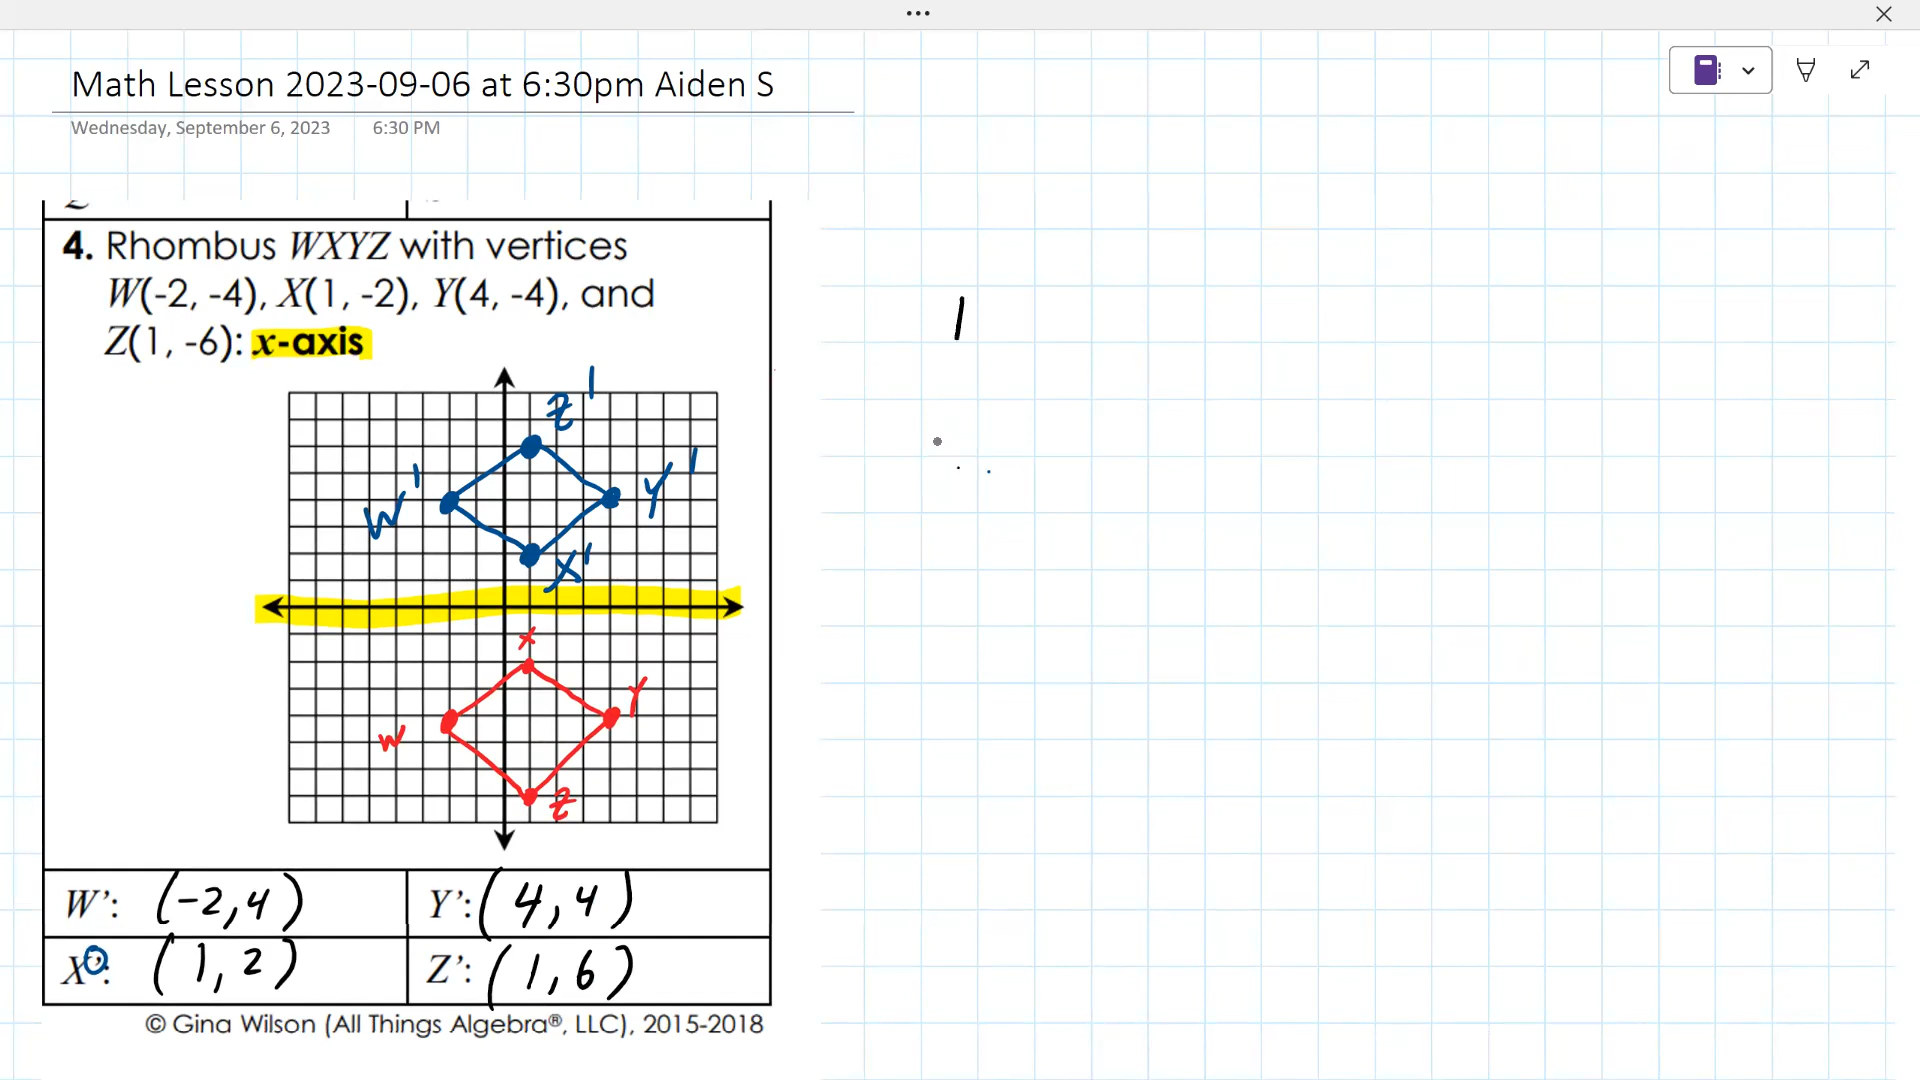 Math Lesson 2023-09-06 at 6:30pm Aiden S
Wednesday, September 6, 2023 6:30 PM
4. Rhombus WXYZ with vertices
W(-2, -4), X(1, -2), Y(4, -4), and
Z(1, -6): x-axis
Z'
W' Y'
X'
X
Y
W
Z
W’: (-2,4) Y’: (4,4)
X’: (1,2) Z’: (1,6)
© Gina Wilson (All Things Algebra®, LLC), 2015-2018